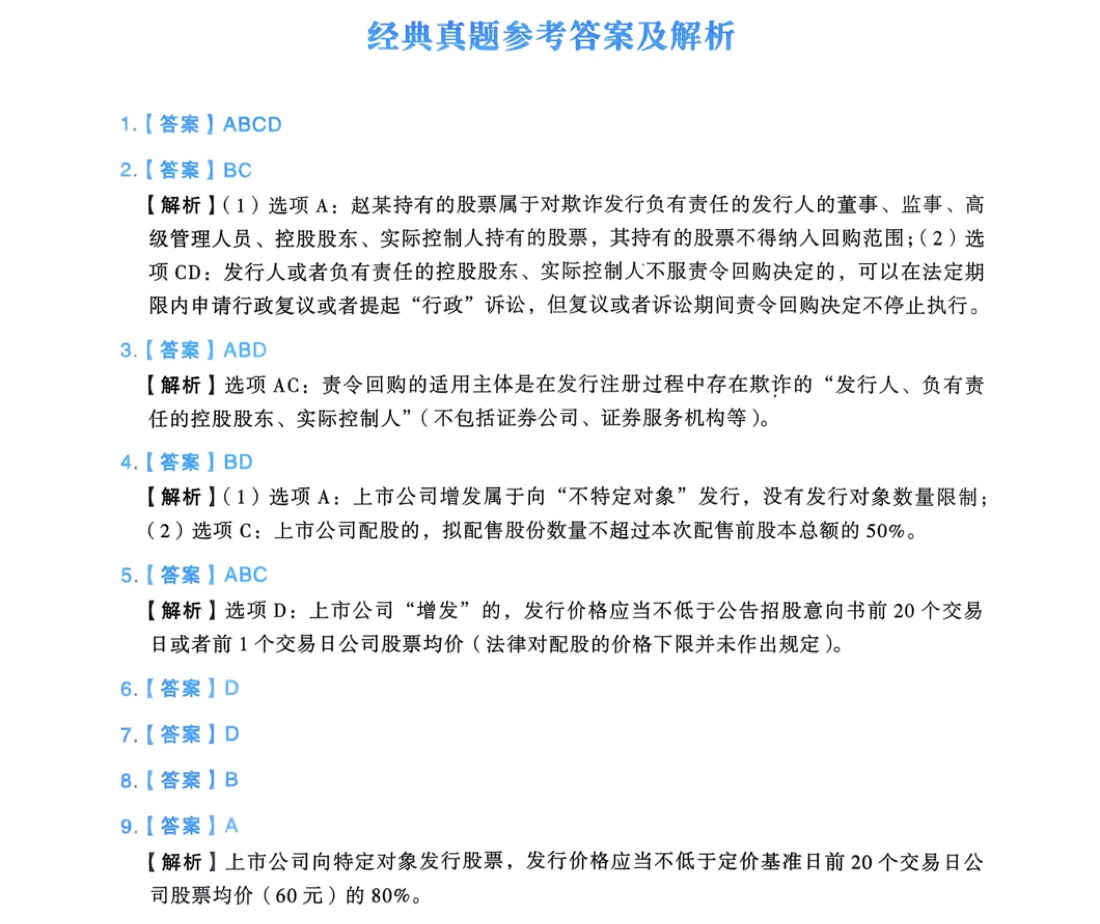 经典真题参考答案及解析
1.【答案】ABCD
2.【答案】BC
【解析】(1)选项 A：赵某持有的股票属于对欺诈发行负有责任的发行人的董事、监事、高
级管理人员、控股股东、实际控制人持有的股票，其持有的股票不得纳入回购范围；(2)选
项 CD：发行人或者负有责任的控股股东、实际控制人不服责令回购决定的，可以在法定期
限内申请行政复议或者提起“行政”诉讼，但复议或者诉讼期间责令回购决定不停止执行。
3.【答案】ABD
【解析】选项 AC：责令回购的适用主体是在发行注册过程中存在欺诈的“发行人、负有责
任的控股股东、实际控制人”(不包括证券公司、证券服务机构等)。
4.【答案】BD
【解析】(1)选项 A：上市公司增发属于向“不特定对象”发行，没有发行对象数量限制；
(2)选项 C：上市公司配股的，拟配售股份数量不超过本次配售前股本总额的 50%。
5.【答案】ABC
【解析】选项 D：上市公司“增发”的，发行价格应当不低于公告招股意向书前 20 个交易
日或者前 1 个交易日公司股票均价(法律对配股的价格下限并未作出规定)。
6.【答案】D
7.【答案】D
8.【答案】B
9.【答案】A
【解析】上市公司向特定对象发行股票，发行价格应当不低于定价基准日前 20 个交易日公
司股票均价(60 元)的 80%。